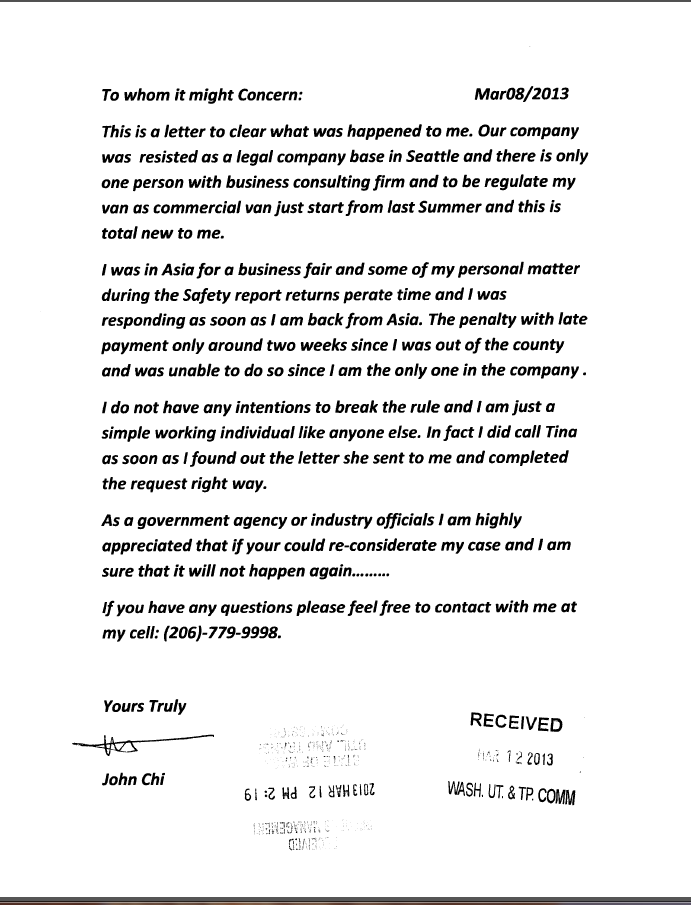 To whom it might Concern: Mar08/2013
This is a letter to clear what was happened to me. Our company
was resisted as a legal company base in Seattle and there is only
one person with business consulting firm and to be regulate my
van as commercial van just start from last Summer and this is
total new to me.
I was in Asia for a business fair and some of my personal matter
during the Safety report returns perate time and I was
responding as soon as I am back from Asia. The penalty with late
payment only around two weeks since I was out of the county
and was unable to do so since I am the only one in the company .
I do not have any intentions to break the rule and I am just a
simple working individual like anyone else. In fact I did call Tina
as soon as I found out the letter she sent to me and completed
the request right way.
As a government agency or industry officials I am highly
appreciated that if your could re-considerate my case and I am
sure that it will not happen again.........
If you have any questions please feel free to contact with me at
my cell: (206)-779-9998.
Yours Truly
John Chi
RECEIVED
MAR 12 2013
WASH. UT. & TP. COMM
UTIL AND TRANSP
STATE OF
2013 MAR 12 PM 2:19
MANAGEMENT
RECEIVED